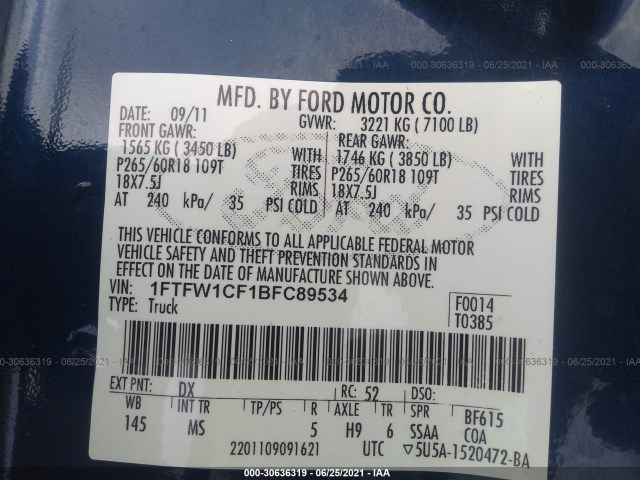 000-30636319 - 06/25/2021 - IAA
MFD. BY FORD MOTOR CO.
DATE: 09/11 GVWR: 3221 KG ( 7100 LB)
FRONT GAWR: REAR GAWR:
1565 KG ( 3450 LB) WITH 1746 KG ( 3850 LB) WITH
P265/60R18 109T TIRES P265/60R18 109T TIRES
18X7.5J RIMS 18X7.5J RIMS
AT 240 kPa/ 35 PSI COLD AT 240 kPa/ 35 PSI COLD
Ford
THIS VEHICLE CONFORMS TO ALL APPLICABLE FEDERAL MOTOR
VEHICLE SAFETY AND THEFT PREVENTION STANDARDS IN
EFFECT ON THE DATE OF MANUFACTURE SHOWN ABOVE.
VIN: 1FTFW1CF1BFC89534 F0014
TYPE: Truck T0385
000-30636319 - 06/25/2021 - IAA
EXT PNT: DX RC: 52 DSO:
WB INT TR TP/PS R AXLE TR SPR BF615
145 MS 5 H9 6 SSAA COA
2201109091621 UTC ▽5U5A-1520472-BA
000-30636319 - 06/25/2021 - IAA